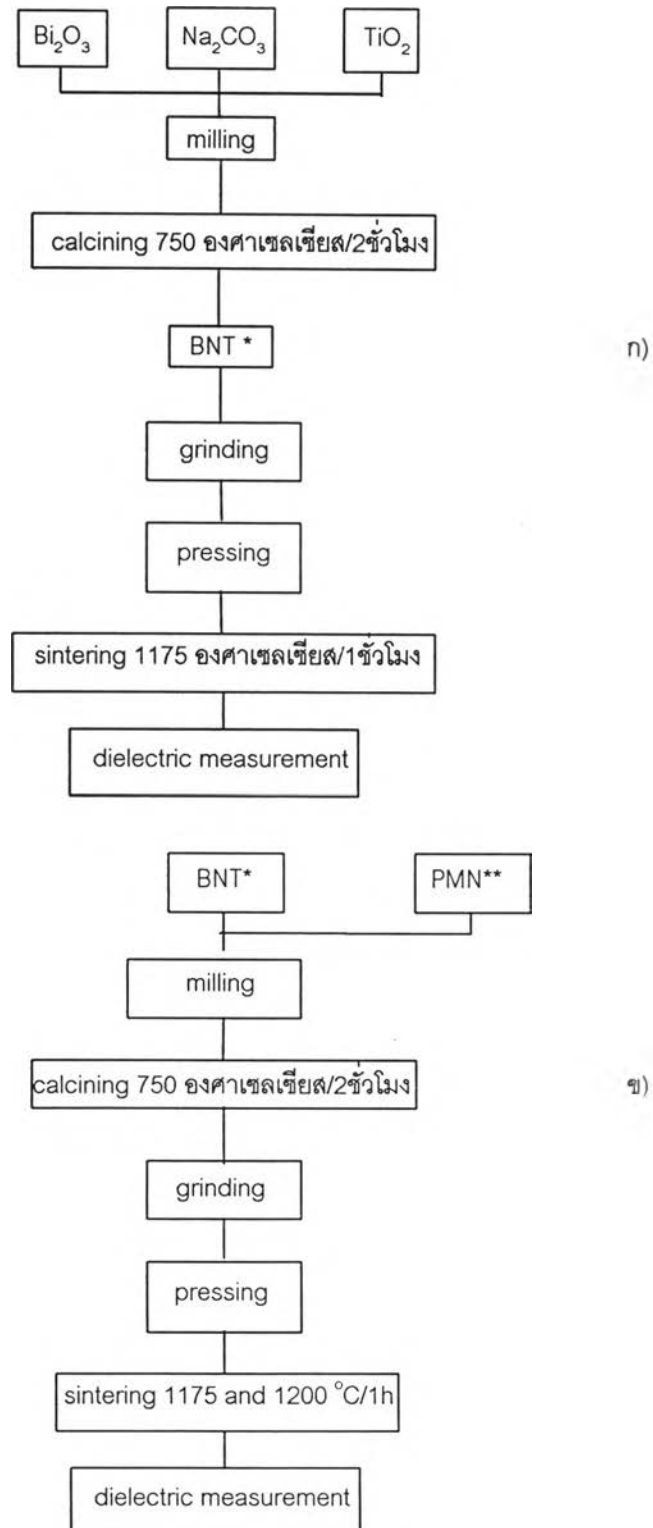 Bi₂O₃ Na₂CO₃ TiO₂
milling
calcining 750 องศาเซลเซียส/2ชั่วโมง
BNT * ก)
grinding
pressing
sintering 1175 องศาเซลเซียส/1ชั่วโมง
dielectric measurement
BNT* PMN**
milling
calcining 750 องศาเซลเซียส/2ชั่วโมง ข)
grinding
pressing
sintering 1175 and 1200 °C/1h
dielectric measurement